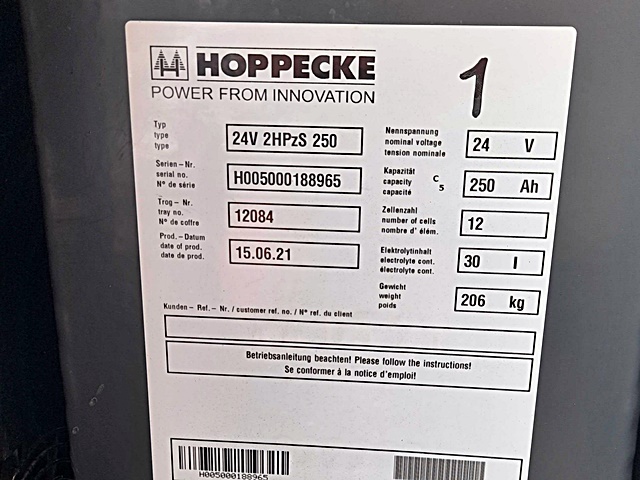 HOPPECKE
POWER FROM INNOVATION
1
Typ
type
type
24V 2HPzS 250
Serien-Nr.
serial no.
N° de série
H005000188965
Trog-Nr.
tray no.
N° de coffre
12084
Prod.-Datum
date of prod.
date de prod.
15.06.21
Nennspannung
nominal voltage
tension nominale
24 V
Kapazität
capacity
capacité
C5
250 Ah
Zellenzahl
number of cells
nombre d' élém.
12
Elektrolytinhalt
electrolyte cont.
électrolyte cont.
30 l
Gewicht
weight
poids
206 kg
Kunden- Ref.- Nr. / customer ref. no. / N° ref. du client
Betriebsanleitung beachten! Please follow the instructions!
Se conformer à la notice d'emploi!
H005000188965